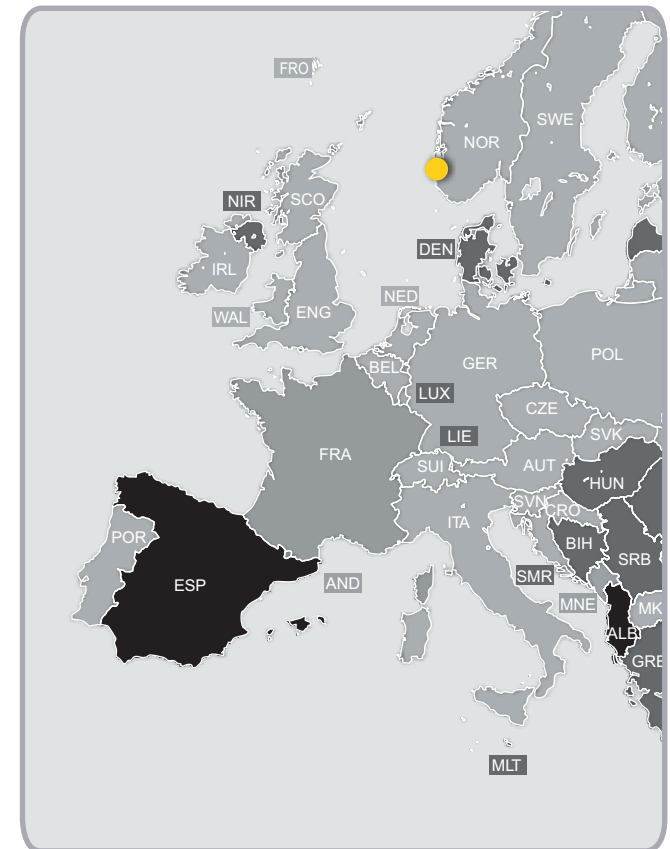 FRO
SWE
NOR
NIR
SCO
DEN
IRL
NED
WAL
ENG
POL
GER
BEL
LUX
CZE
LIE
SVK
FRA
SUI
AUT
HUN
SVN
CRO
ITA
POR
BIH
SRB
SMR
AND
ESP
MNE
MK
ALB
GRE
MLT